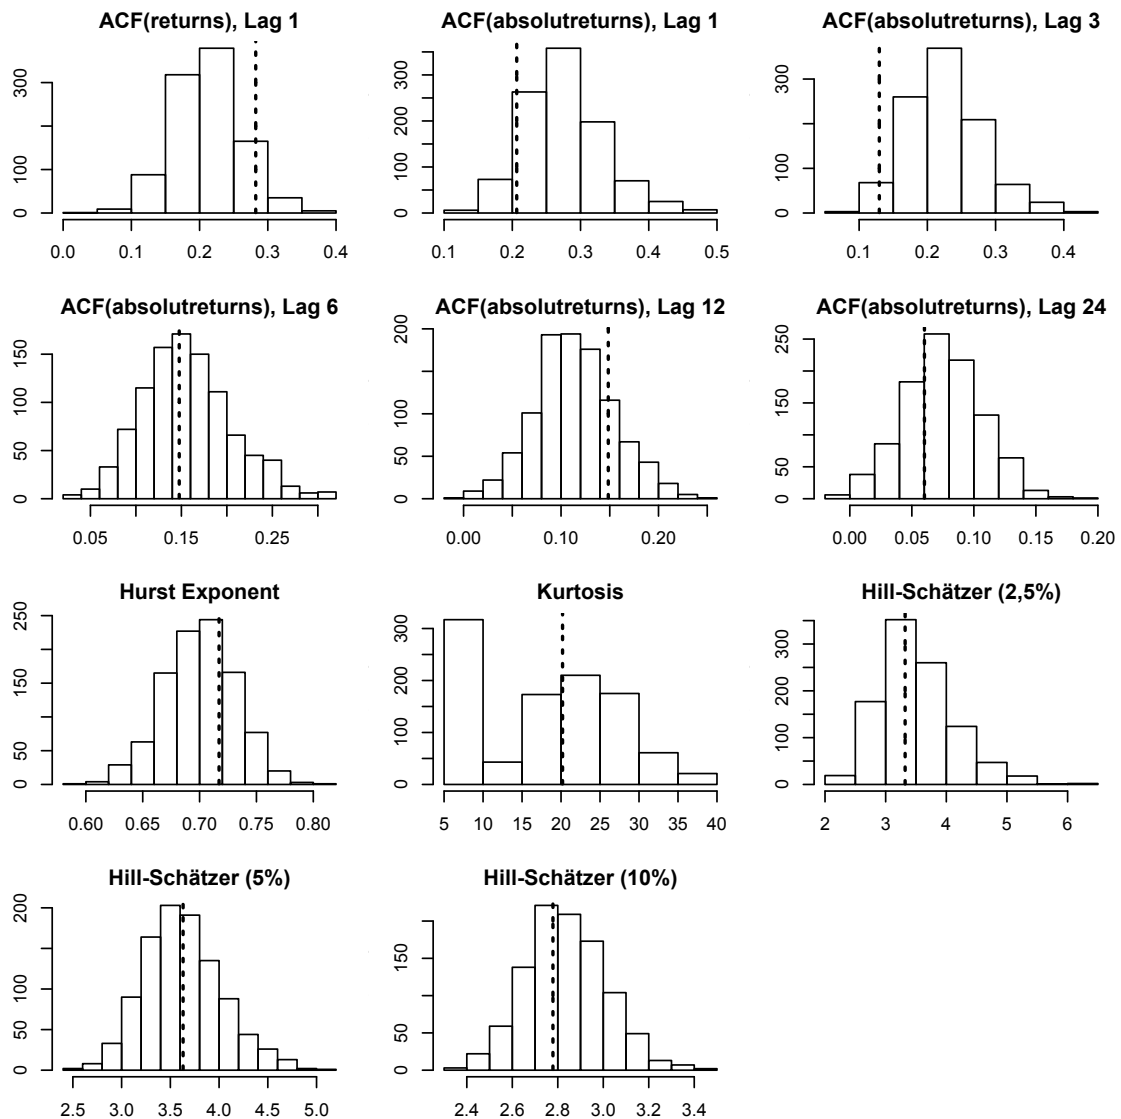 ACF(returns), Lag 1
0 100 300
0.0 0.1 0.2 0.3 0.4
ACF(absolutreturns), Lag 1
0 100 200 300
0.1 0.2 0.3 0.4 0.5
ACF(absolutreturns), Lag 3
0 100 300
0.1 0.2 0.3 0.4
ACF(absolutreturns), Lag 6
0 50 100 150
0.05 0.15 0.25
ACF(absolutreturns), Lag 12
0 50 100 200
0.00 0.10 0.20
ACF(absolutreturns), Lag 24
0 50 150 250
0.00 0.05 0.10 0.15 0.20
Hurst Exponent
0 50 150 250
0.60 0.65 0.70 0.75 0.80
Kurtosis
0 100 200 300
5 10 15 20 25 30 35 40
Hill-Schätzer (2,5%)
0 100 200 300
2 3 4 5 6
Hill-Schätzer (5%)
0 50 100 200
2.5 3.0 3.5 4.0 4.5 5.0
Hill-Schätzer (10%)
0 50 150
2.4 2.6 2.8 3.0 3.2 3.4